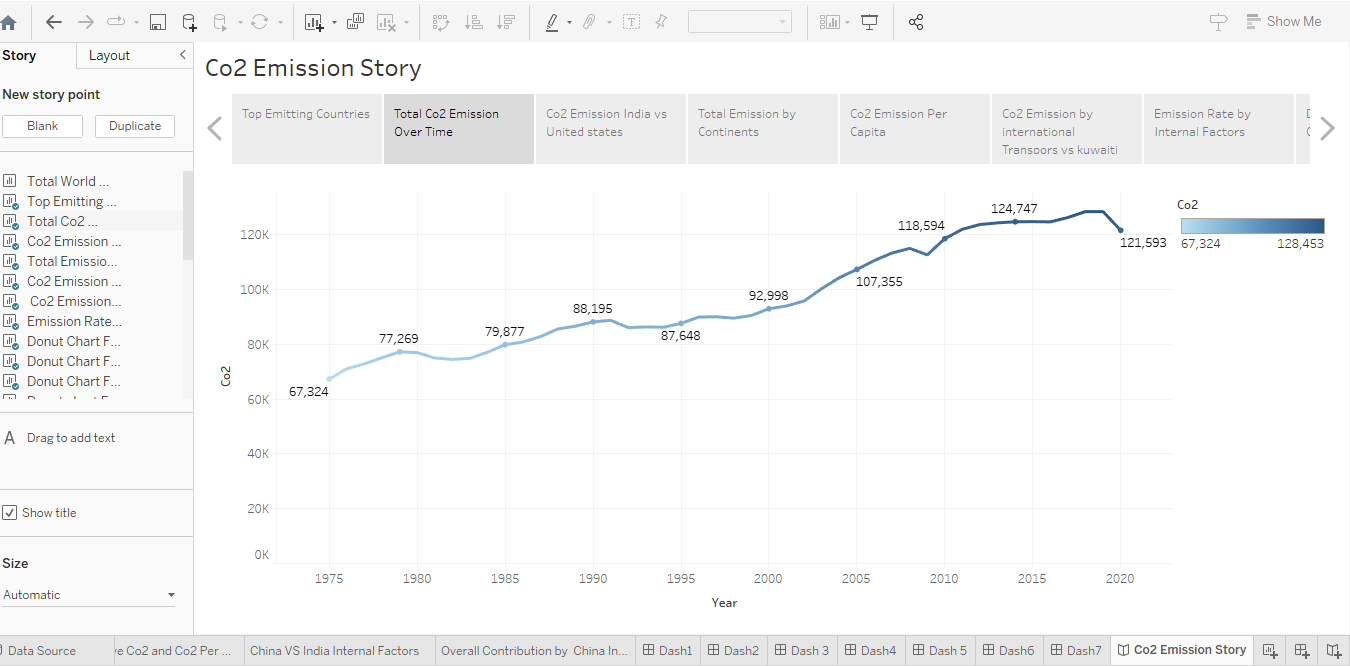 Show Me
Story
Layout
New story point
Blank
Duplicate
Total World ...
Top Emitting ...
Total Co2 ...
Co2 Emission ...
Total Emissio...
Co2 Emission ...
Co2 Emission...
Emission Rate...
Donut Chart F...
Donut Chart F...
Donut Chart F...
A Drag to add text
Show title
Size
Automatic
Co2 Emission Story
Top Emitting Countries
Total Co2 Emission
Over Time
Co2 Emission India vs
United states
Total Emission by
Continents
Co2 Emission Per
Capita
Co2 Emission by
international
Transpors vs kuwaiti
Emission Rate by
Internal Factors
Co2
67,324 128,453
120K
100K
80K
60K
40K
20K
0K
Co2
67,324
77,269
79,877
88,195
87,648
92,998
107,355
118,594
124,747
121,593
1975 1980 1985 1990 1995 2000 2005 2010 2015 2020
Year
Data Source
ve Co2 and Co2 Per ...
China VS India Internal Factors
Overall Contribution by China In...
Dash1
Dash2
Dash 3
Dash4
Dash 5
Dash6
Dash7
Co2 Emission Story